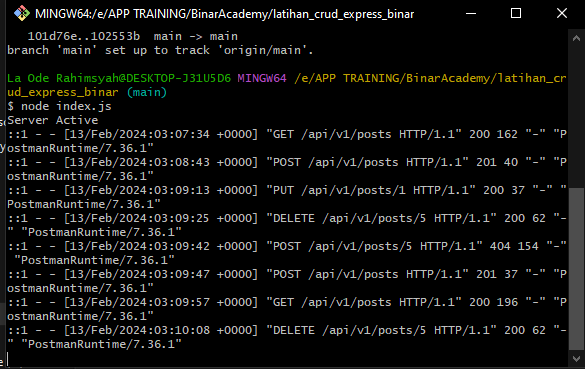 MINGW64:/e/APP TRAINING/BinarAcademy/latihan_crud_express_binar
101d76e..102553b  main -> main
branch 'main' set up to track 'origin/main'.
La Ode Rahimsyah@DESKTOP-J31U5D6 MINGW64 /e/APP TRAINING/BinarAcademy/latihan_cr
ud_express_binar (main)
$ node index.js
Server Active
::1 - - [13/Feb/2024:03:07:34 +0000] "GET /api/v1/posts HTTP/1.1" 200 162 "-" "P
ostmanRuntime/7.36.1"
::1 - - [13/Feb/2024:03:08:43 +0000] "POST /api/v1/posts HTTP/1.1" 201 40 "-" "P
ostmanRuntime/7.36.1"
::1 - - [13/Feb/2024:03:09:13 +0000] "PUT /api/v1/posts/1 HTTP/1.1" 200 37 "-" "
PostmanRuntime/7.36.1"
::1 - - [13/Feb/2024:03:09:25 +0000] "DELETE /api/v1/posts/5 HTTP/1.1" 200 62 "-
" "PostmanRuntime/7.36.1"
::1 - - [13/Feb/2024:03:09:42 +0000] "POST /api/v1/posts/5 HTTP/1.1" 404 154 "-"
 "PostmanRuntime/7.36.1"
::1 - - [13/Feb/2024:03:09:47 +0000] "POST /api/v1/posts HTTP/1.1" 201 37 "-" "P
ostmanRuntime/7.36.1"
::1 - - [13/Feb/2024:03:09:57 +0000] "GET /api/v1/posts HTTP/1.1" 200 196 "-" "P
ostmanRuntime/7.36.1"
::1 - - [13/Feb/2024:03:10:08 +0000] "DELETE /api/v1/posts/5 HTTP/1.1" 200 62 "-
" "PostmanRuntime/7.36.1"